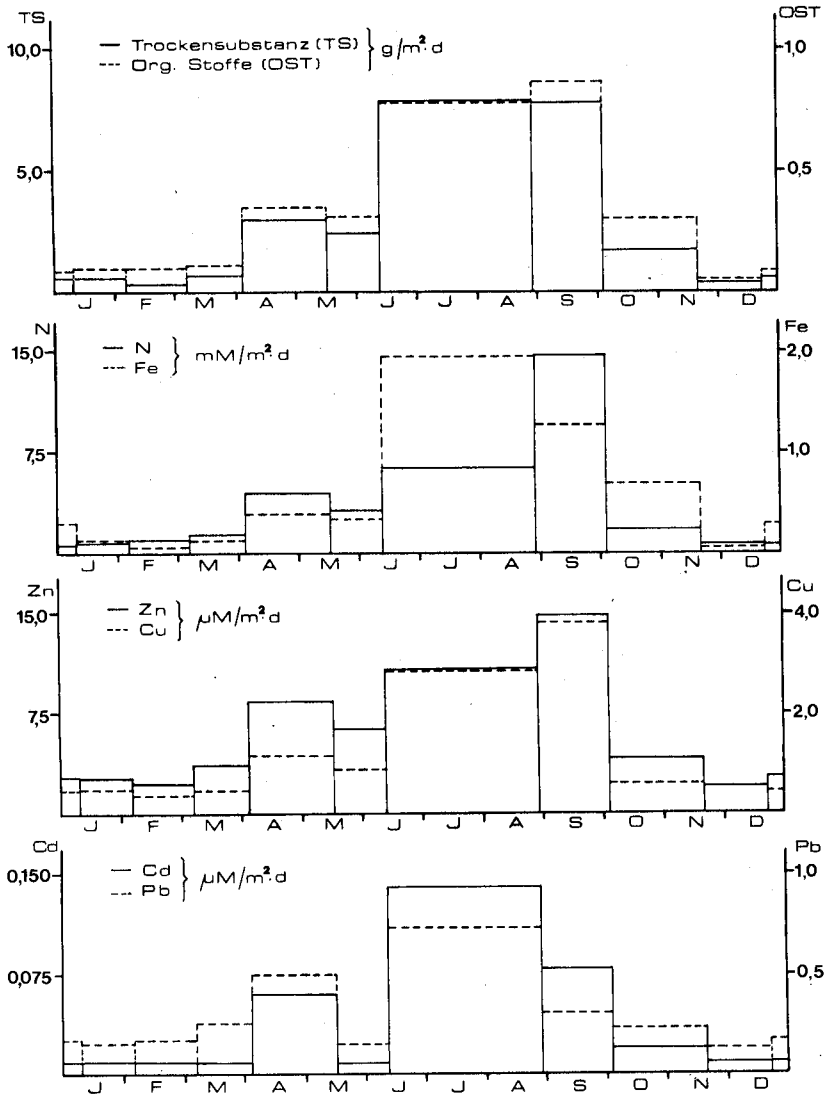 TS OST
10,0 Trockensubstanz (TS) } g/m².d 1,0
Org. Stoffe (OST)
5,0 0,5
J F M A M J J A S O N D
N Fe
15,0 N } mM/m².d 2,0
Fe
7,5 1,0
J F M A M J J A S O N D
Zn Cu
15,0 Zn } µM/m².d 4,0
Cu
7,5 2,0
J F M A M J J A S O N D
Cd Pb
0,150 Cd } µM/m².d 1,0
Pb
0,075 0,5
J F M A M J J A S O N D